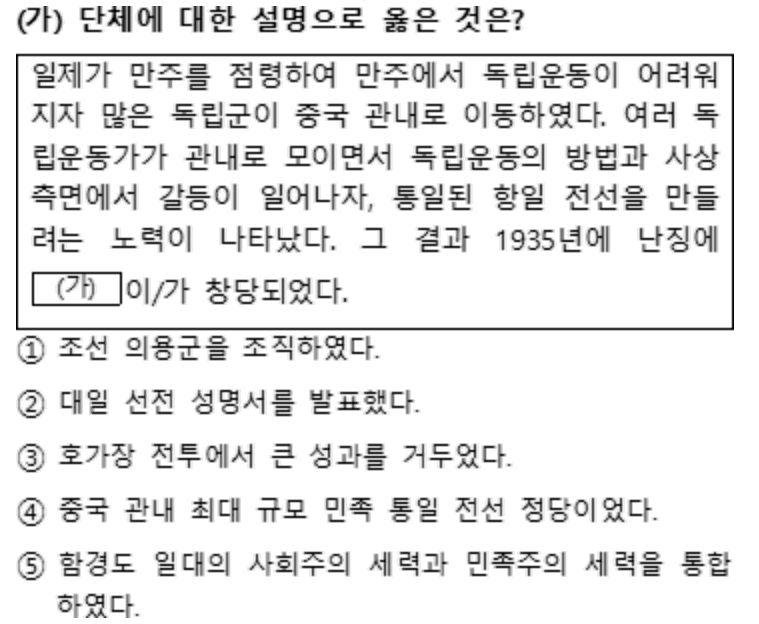 (가) 단체에 대한 설명으로 옳은 것은?
일제가 만주를 점령하여 만주에서 독립운동이 어려워
지자 많은 독립군이 중국 관내로 이동하였다. 여러 독
립운동가가 관내로 모이면서 독립운동의 방법과 사상
측면에서 갈등이 일어나자, 통일된 항일 전선을 만들
려는 노력이 나타났다. 그 결과 1935년에 난징에
(가) 이/가 창당되었다.
① 조선 의용군을 조직하였다.
② 대일 선전 성명서를 발표했다.
③ 호가장 전투에서 큰 성과를 거두었다.
④ 중국 관내 최대 규모 민족 통일 전선 정당이었다.
⑤ 함경도 일대의 사회주의 세력과 민족주의 세력을 통합
하였다.